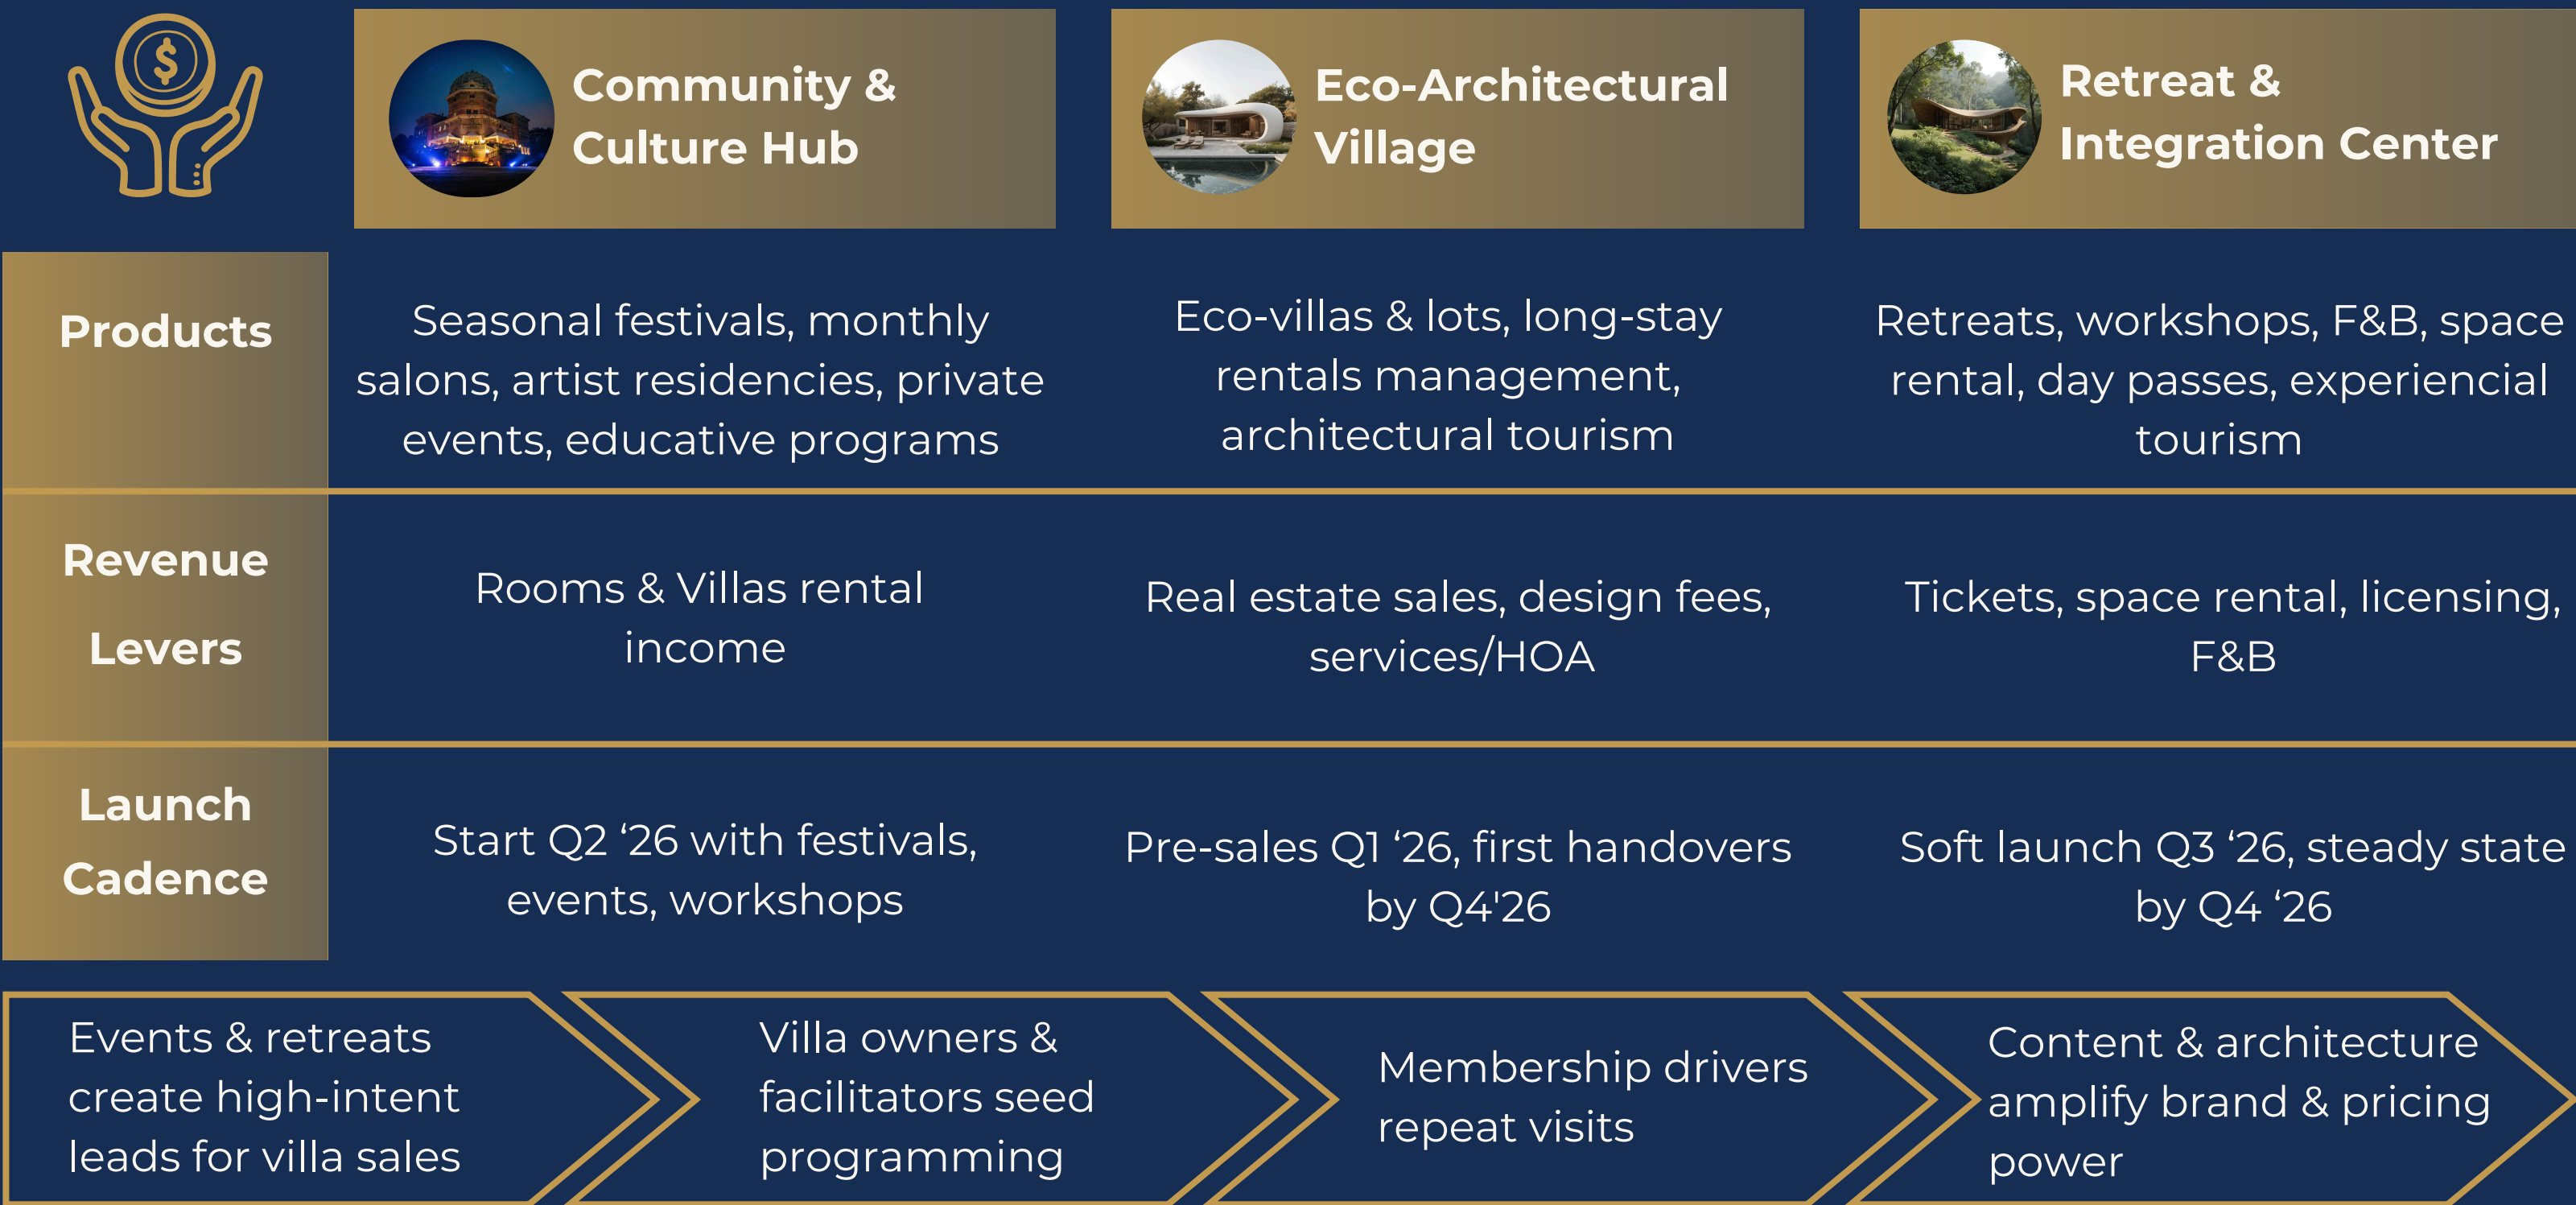 $
Community &
Culture Hub
Eco-Architectural
Village
Retreat &
Integration Center
Products
Seasonal festivals, monthly
salons, artist residencies, private
events, educative programs
Eco-villas & lots, long-stay
rentals management,
architectural tourism
Retreats, workshops, F&B, space
rental, day passes, experiencial
tourism
Revenue
Levers
Rooms & Villas rental
income
Real estate sales, design fees,
services/HOA
Tickets, space rental, licensing,
F&B
Launch
Cadence
Start Q2 ‘26 with festivals,
events, workshops
Pre-sales Q1 ‘26, first handovers
by Q4'26
Soft launch Q3 ‘26, steady state
by Q4 ‘26
Events & retreats
create high-intent
leads for villa sales
Villa owners &
facilitators seed
programming
Membership drivers
repeat visits
Content & architecture
amplify brand & pricing
power